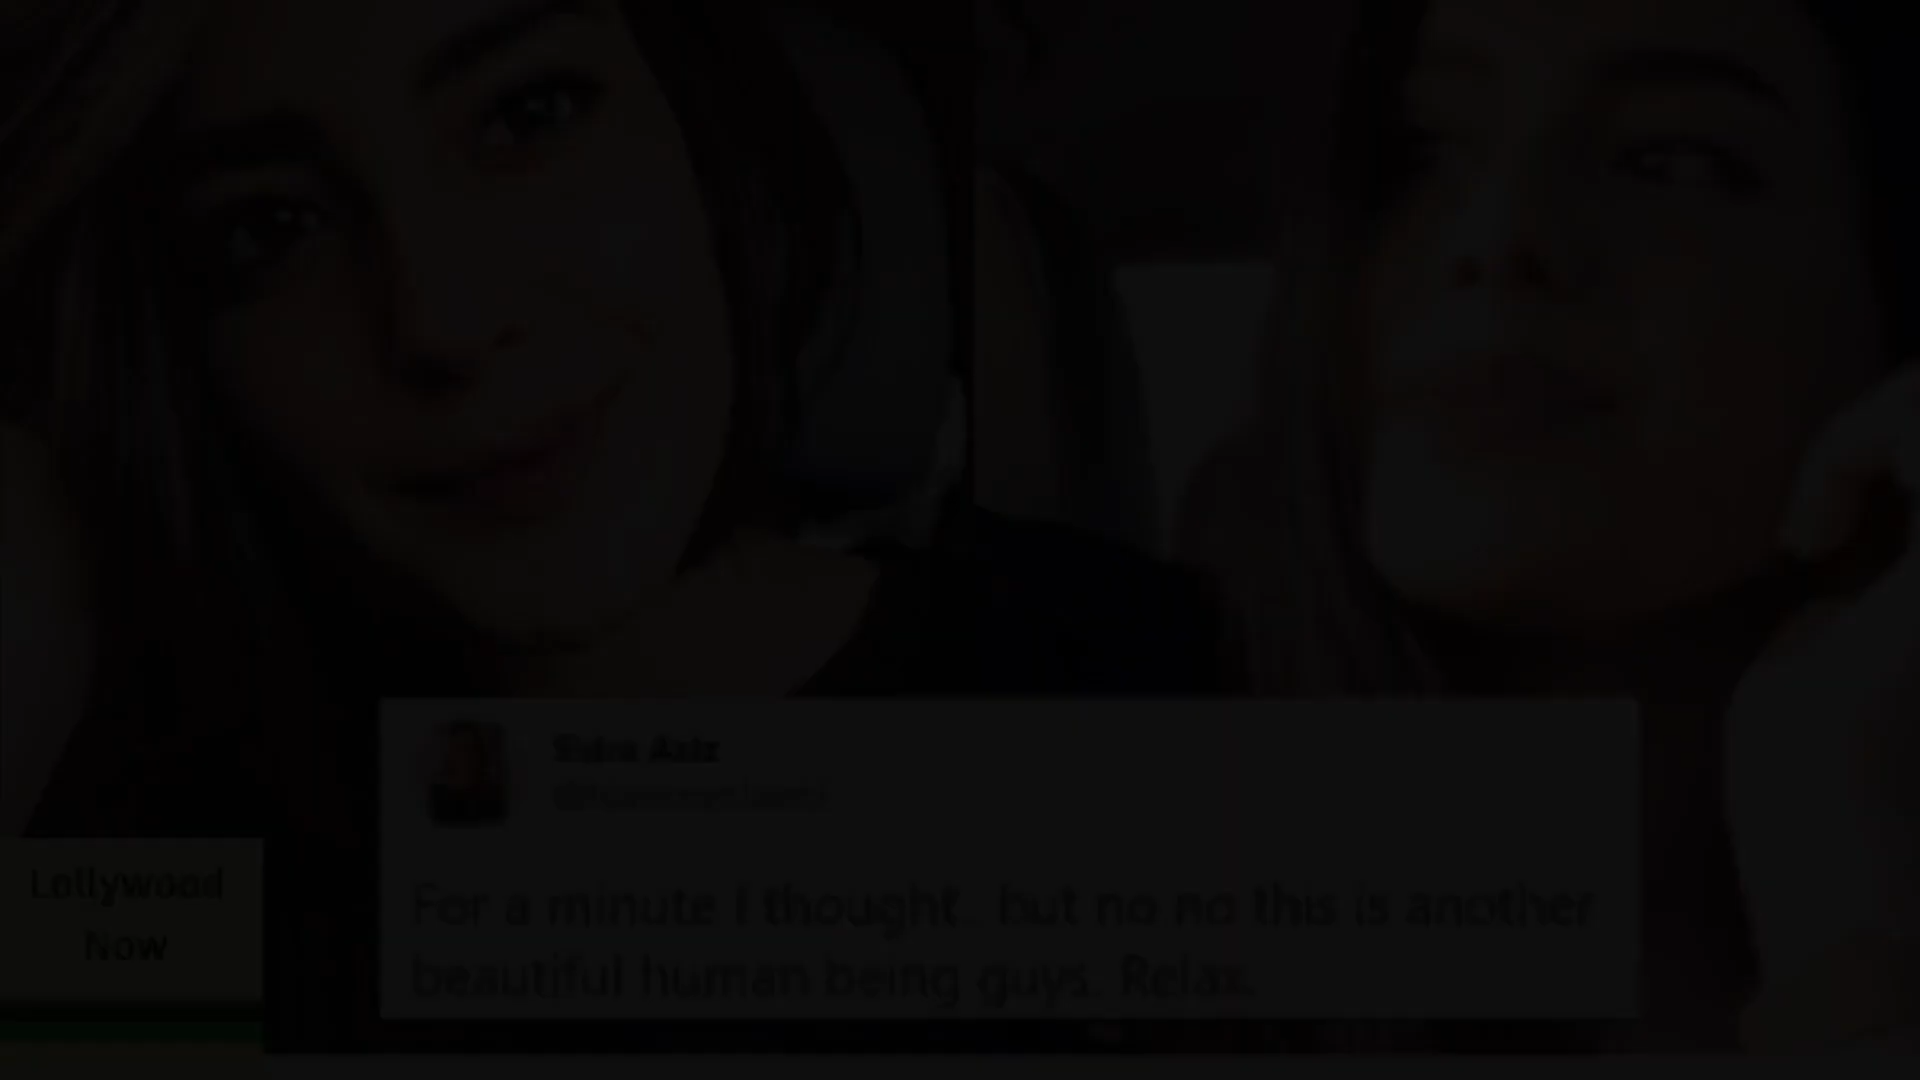 Sidra Aziz
Lollywood
Now
For a minute I thought.. but no no this is another
beautiful human being guys. Relax.